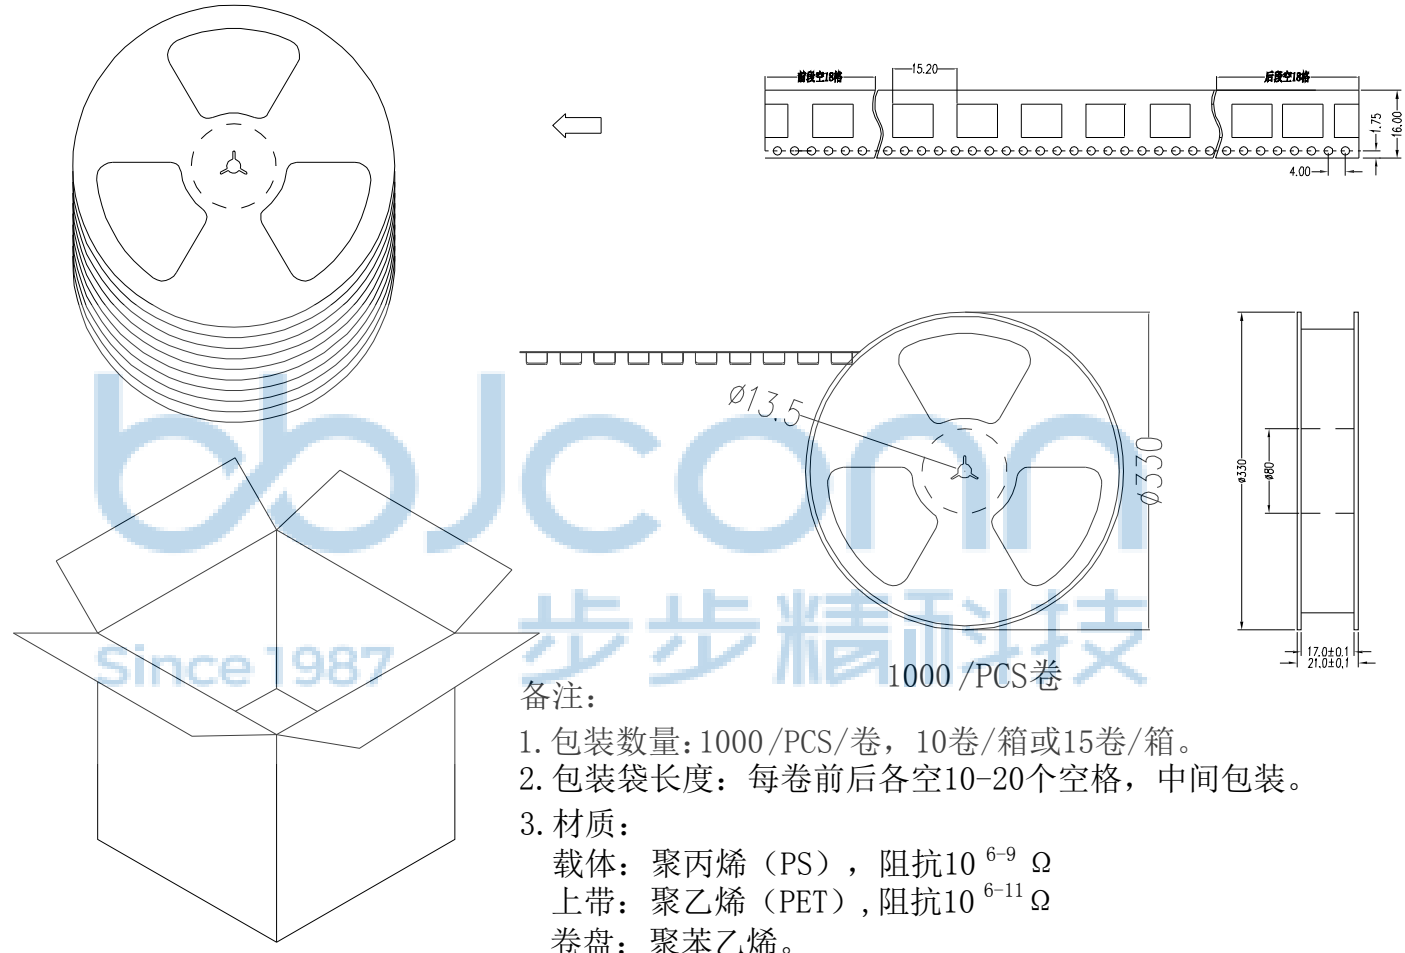 前段空18格
15.20
后段空18格
1.75
16.00
4.00
ø13.5
ø330
ø330
ø80
17.0±0.1
21.0±0.1
bbjconn
步步精科技
Since 1987
1000/PCS卷
备注：
1.包装数量:1000/PCS/卷，10卷/箱或15卷/箱。
2.包装袋长度：每卷前后各空10-20个空格，中间包装。
3.材质：
载体：聚丙烯（PS），阻抗10 6-9 Ω
上带：聚乙烯（PET）,阻抗10 6-11 Ω
卷盘：聚苯乙烯。